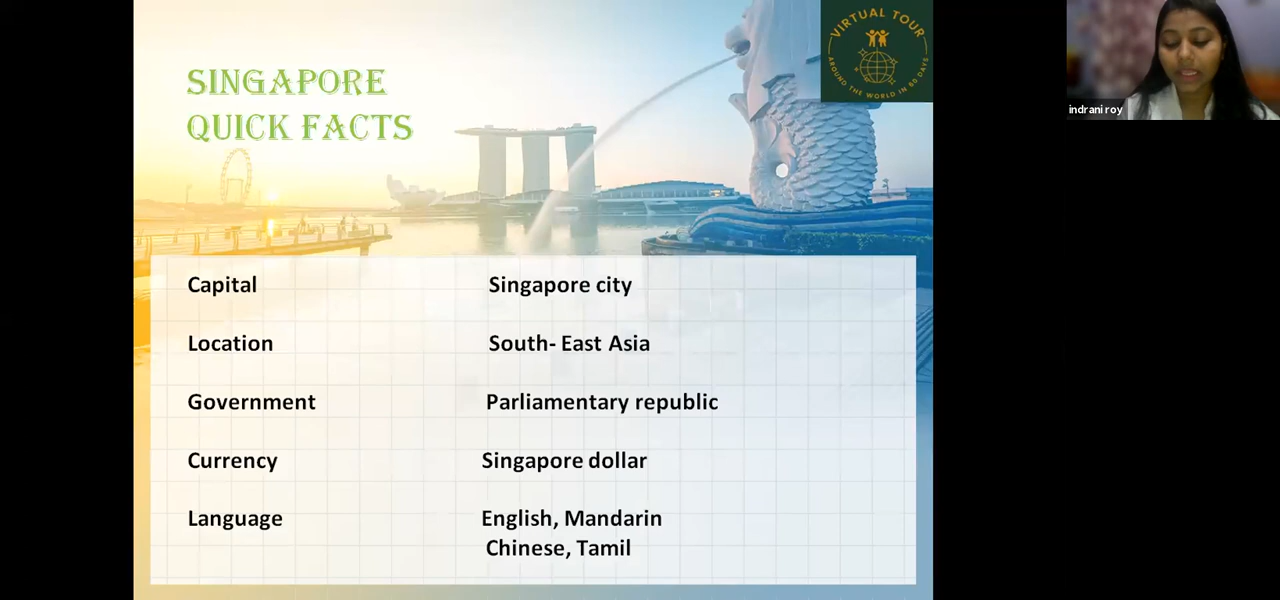 SINGAPORE
QUICK FACTS
VIRTUAL TOUR
AROUND THE WORLD IN 60 DAYS
indrani roy
Capital Singapore city
Location South- East Asia
Government Parliamentary republic
Currency Singapore dollar
Language English, Mandarin
Chinese, Tamil